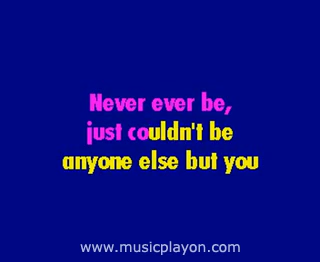 Never ever be,
just couldn't be
anyone else but you
www.musicplayon.com